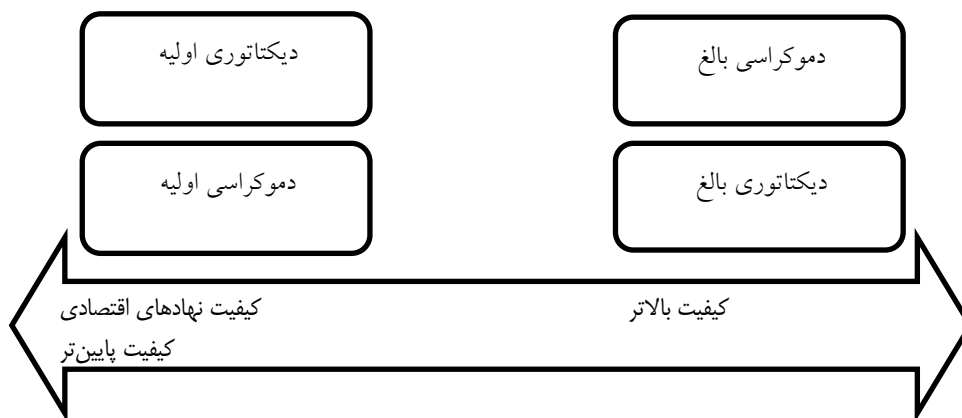 دموکراسی بالغ
دیکتاتوری اولیه
دیکتاتوری بالغ
دموکراسی اولیه
کیفیت بالاتر
کیفیت نهادهای اقتصادی
کیفیت پایین‌تر